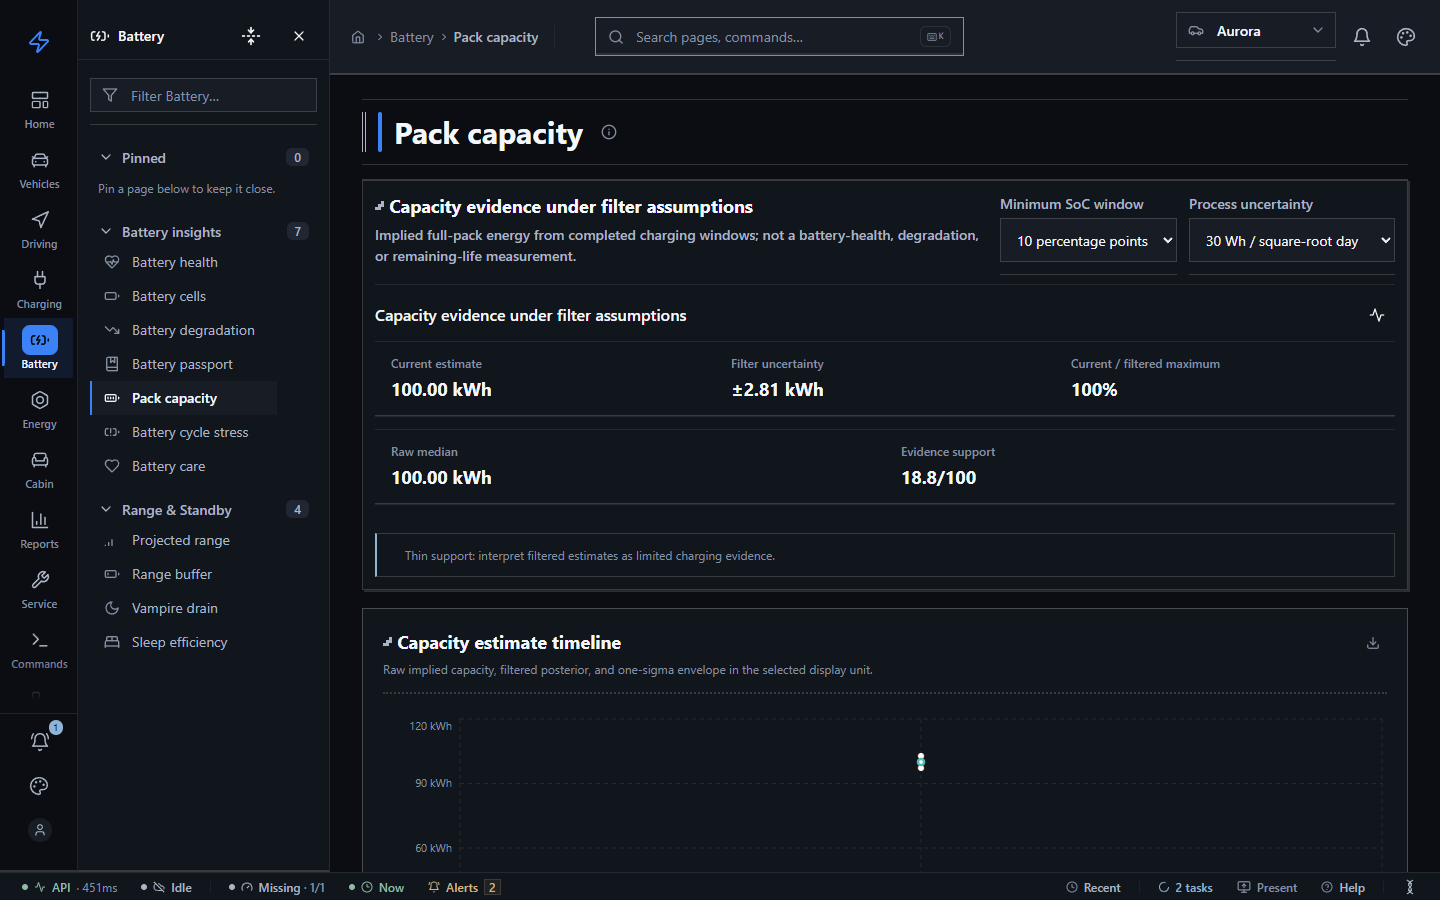 Home
Vehicles
Driving
Charging
Battery
Energy
Cabin
Reports
Service
Commands
1
Battery
Filter Battery...
Pinned 0
Pin a page below to keep it close.
Battery insights 7
Battery health
Battery cells
Battery degradation
Battery passport
Pack capacity
Battery cycle stress
Battery care
Range & Standby 4
Projected range
Range buffer
Vampire drain
Sleep efficiency
Battery Pack capacity
Search pages, commands... K
Aurora
Pack capacity
Capacity evidence under filter assumptions
Implied full-pack energy from completed charging windows; not a battery-health, degradation,
or remaining-life measurement.
Minimum SoC window
10 percentage points
Process uncertainty
30 Wh / square-root day
Capacity evidence under filter assumptions
Current estimate
100.00 kWh
Filter uncertainty
±2.81 kWh
Current / filtered maximum
100%
Raw median
100.00 kWh
Evidence support
18.8/100
Thin support: interpret filtered estimates as limited charging evidence.
Capacity estimate timeline
Raw implied capacity, filtered posterior, and one-sigma envelope in the selected display unit.
120 kWh
90 kWh
60 kWh
API · 451ms Idle Missing · 1/1 Now Alerts 2 Recent 2 tasks Present Help